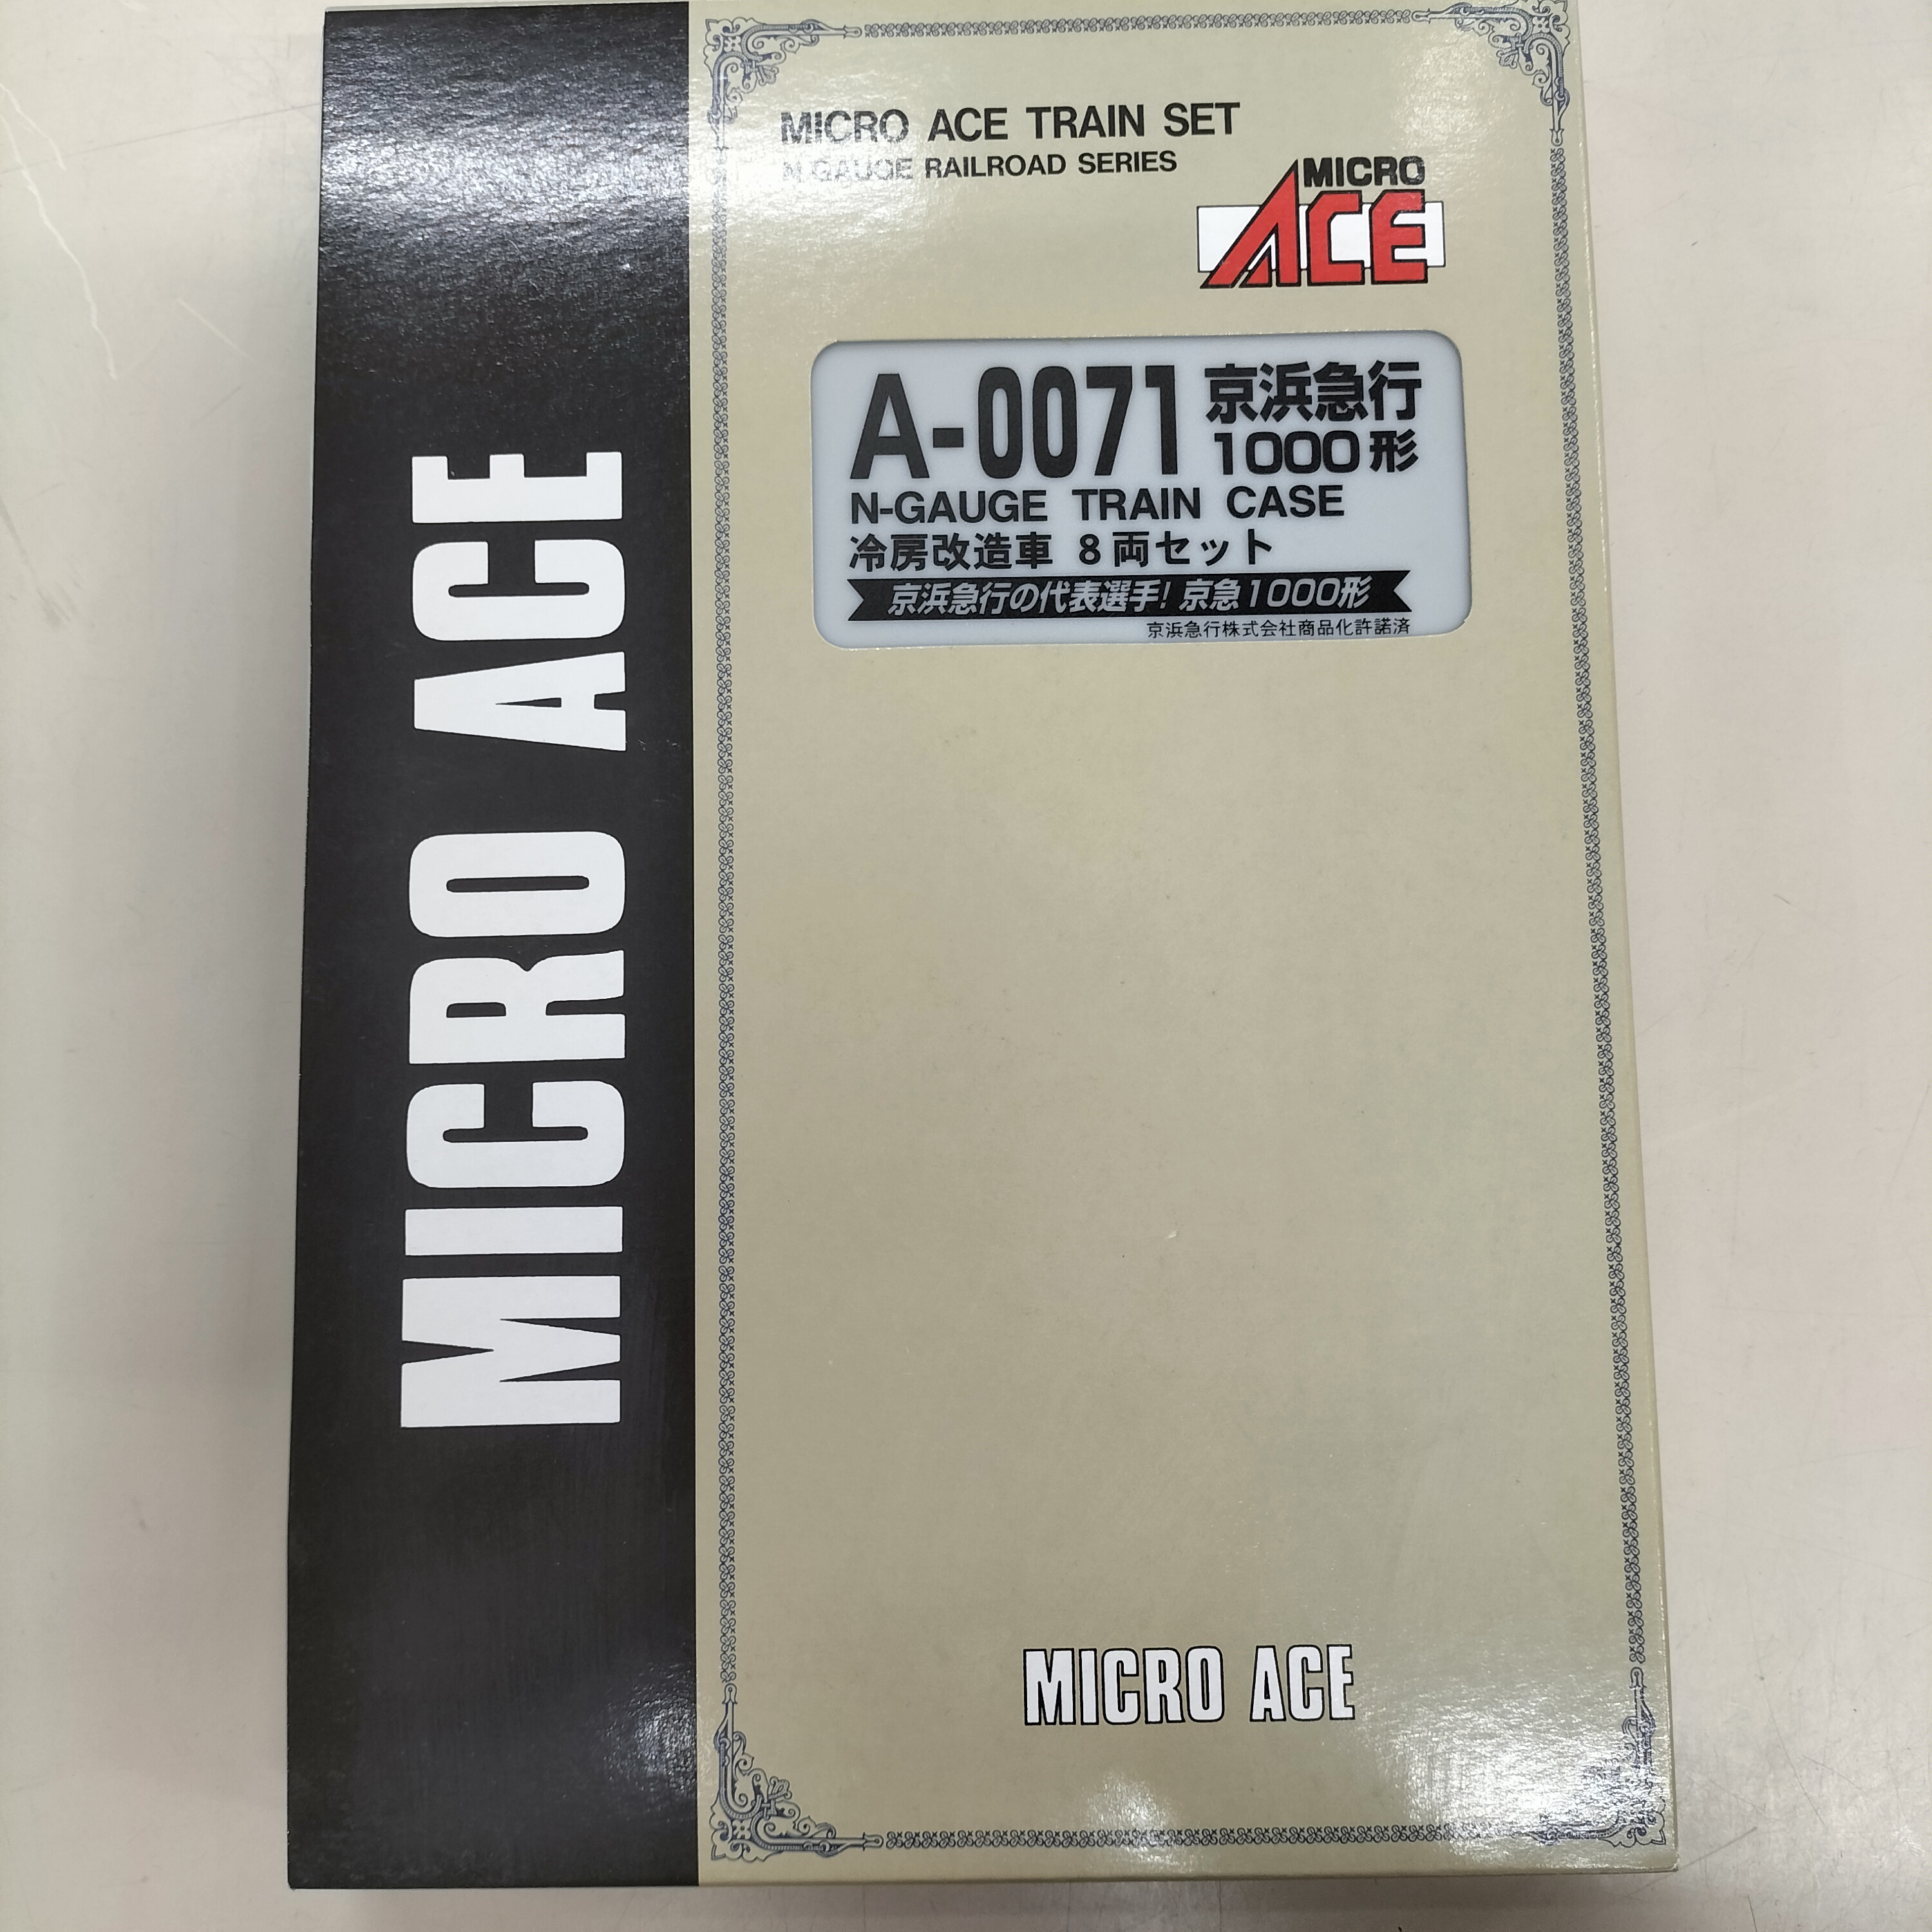 MICRO ACE
MICRO ACE TRAIN SET
N GAUGE RAILROAD SERIES
MICRO
ACE
A-0071 京浜急行
1000形
N-GAUGE TRAIN CASE
冷房改造車 8両セット
京浜急行の代表選手! 京急1000形
京浜急行株式会社商品化許諾済
MICRO ACE